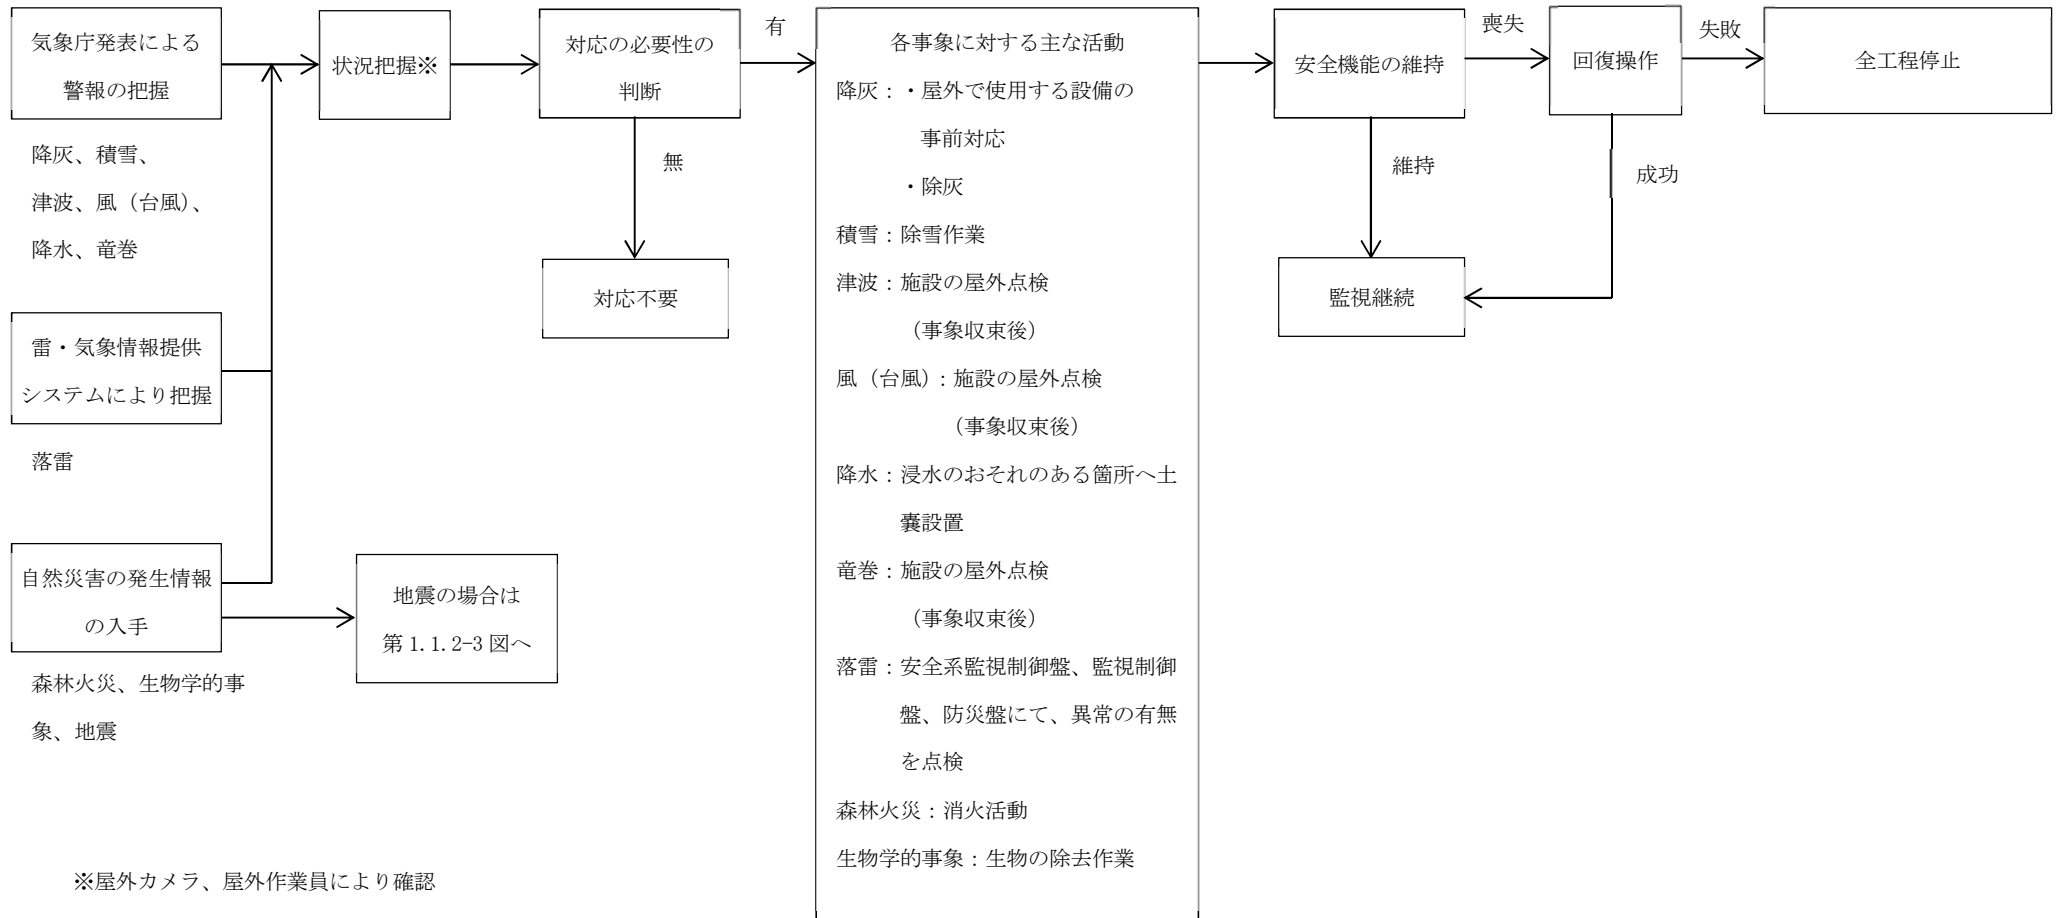 気象庁発表による
警報の把握
降灰、積雪、
津波、風（台風）、
降水、竜巻
雷・気象情報提供
システムにより把握
落雷
自然災害の発生情報
の入手
森林火災、生物学的事
象、地震
地震の場合は
第 1.1.2-3 図へ
状況把握※
対応の必要性の
判断
有
無
対応不要
各事象に対する主な活動
降灰：・屋外で使用する設備の
事前対応
・除灰
積雪：除雪作業
津波：施設の屋外点検
（事象収束後）
風（台風）：施設の屋外点検
（事象収束後）
降水：浸水のおそれのある箇所へ土
嚢設置
竜巻：施設の屋外点検
（事象収束後）
落雷：安全系監視制御盤、監視制御
盤、防災盤にて、異常の有無
を点検
森林火災：消火活動
生物学的事象：生物の除去作業
安全機能の維持
喪失
維持
監視継続
回復操作
失敗
成功
全工程停止
※屋外カメラ、屋外作業員により確認